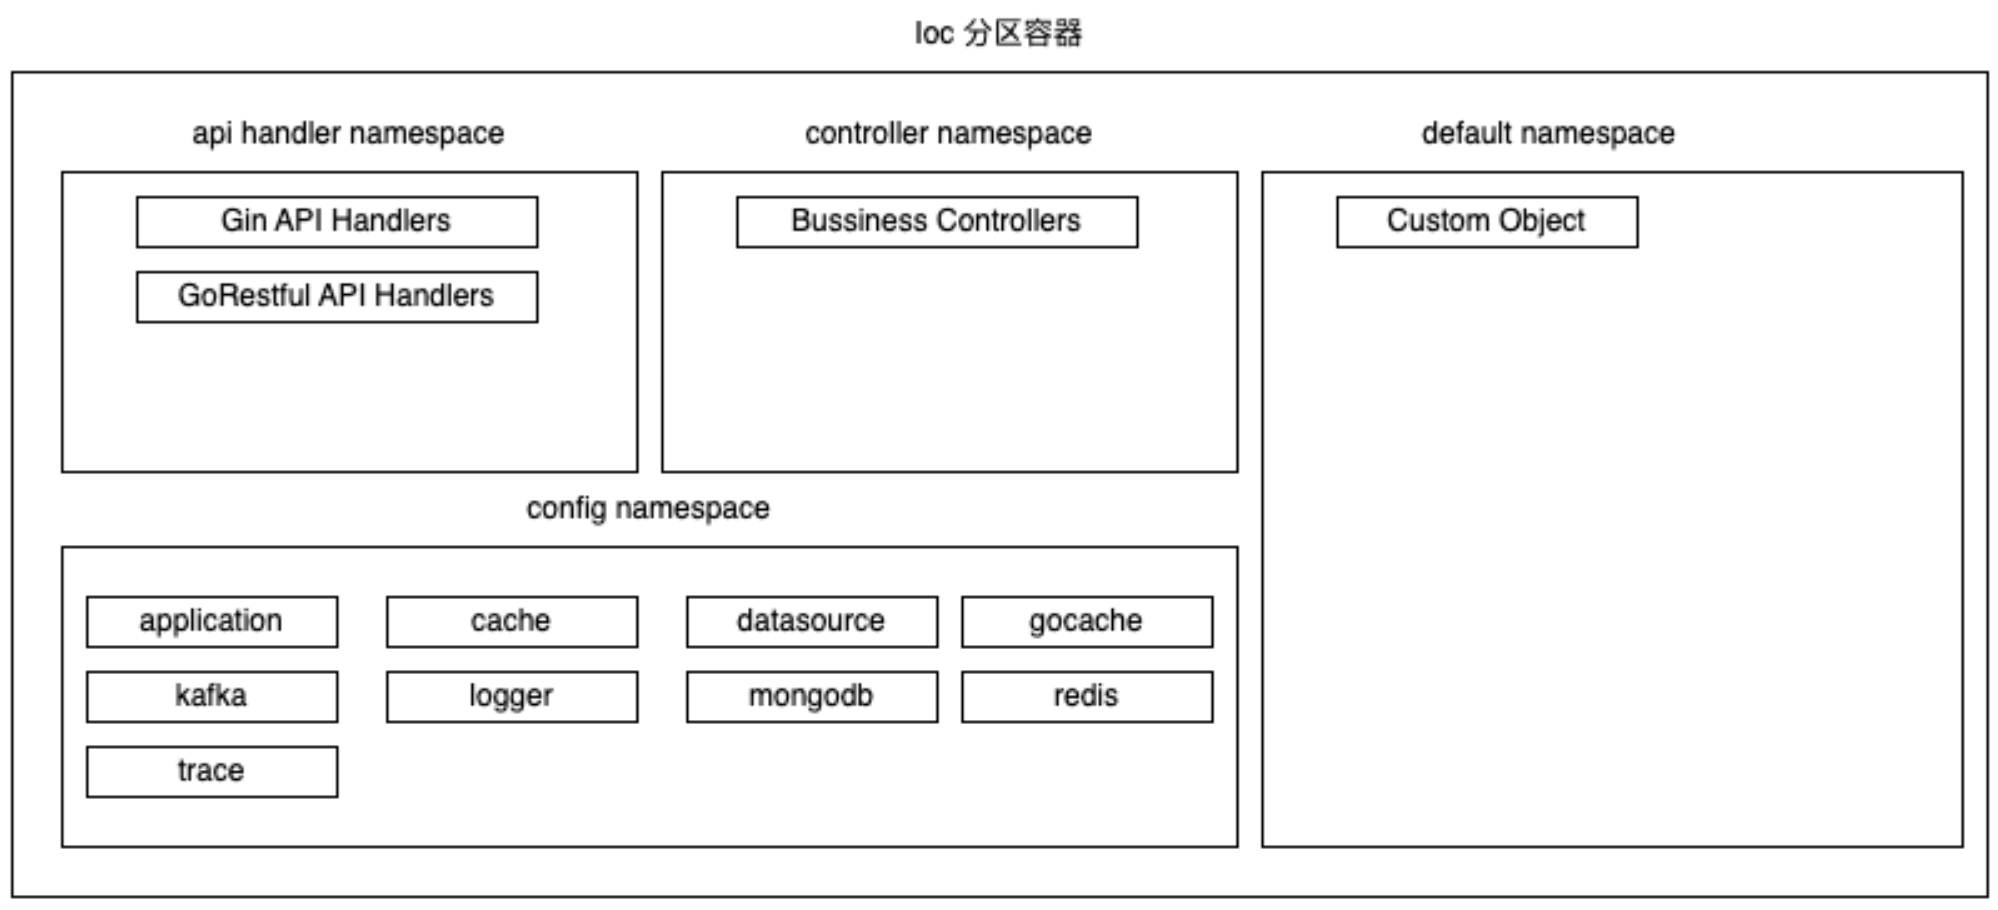 Ioc 分区容器
api handler namespace
controller namespace
default namespace
Gin API Handlers
Bussiness Controllers
Custom Object
GoRestful API Handlers
config namespace
application
cache
datasource
gocache
kafka
logger
mongodb
redis
trace